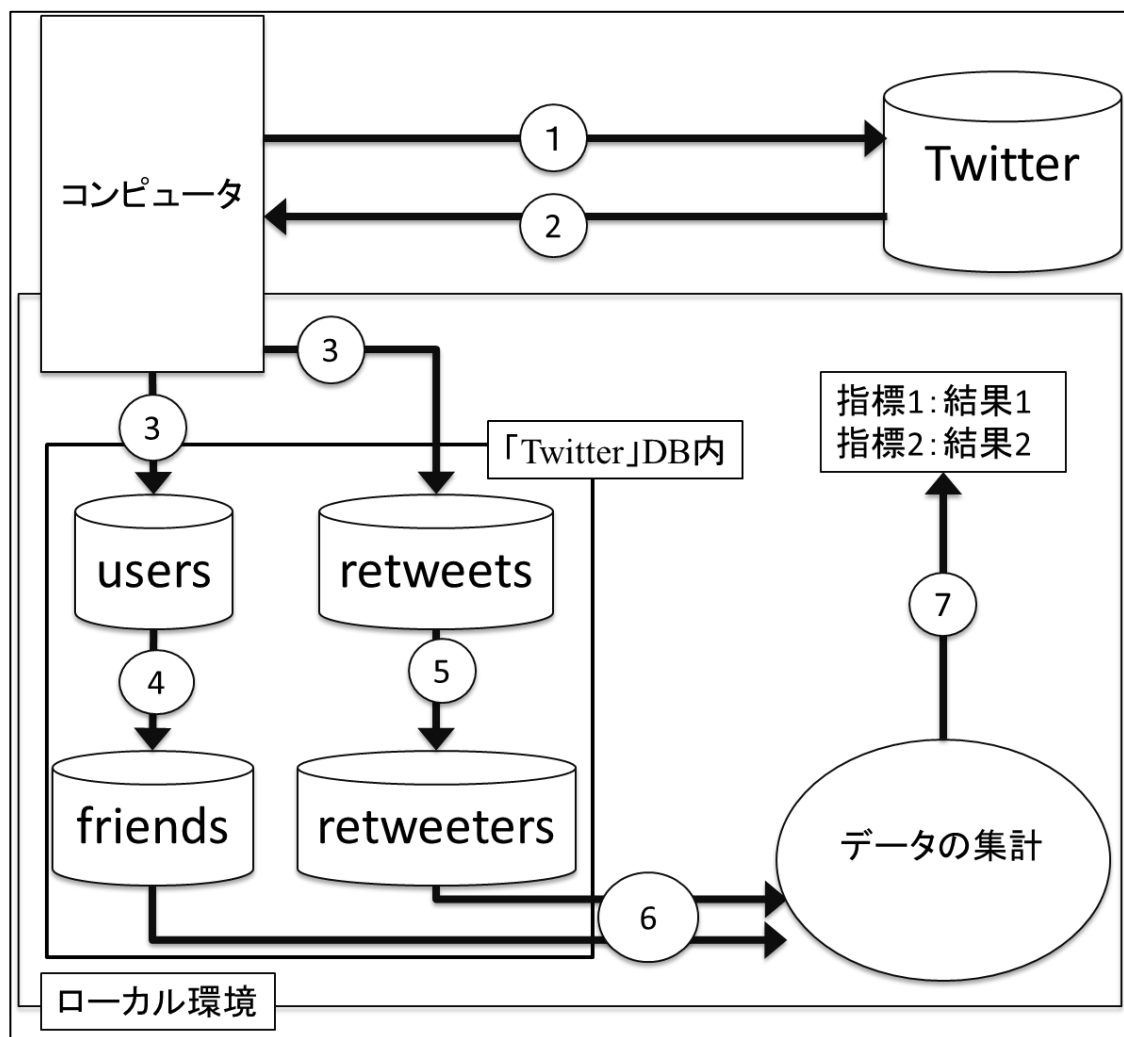 コンピュータ
1
Twitter
2
3
3
指標1:結果1
指標2:結果2
「Twitter」DB内
users
retweets
7
4
5
friends
retweeters
データの集計
6
ローカル環境